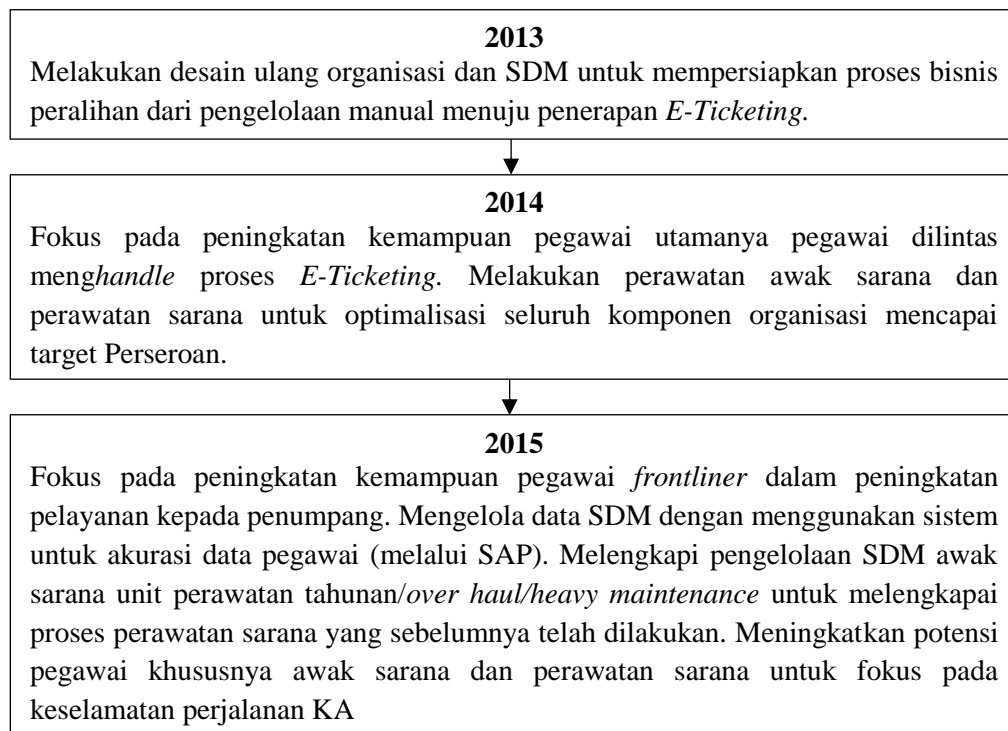 2013
Melakukan desain ulang organisasi dan SDM untuk mempersiapkan proses bisnis
peralihan dari pengelolaan manual menuju penerapan E-Ticketing.
2014
Fokus pada peningkatan kemampuan pegawai utamanya pegawai dilintas
menghandle proses E-Ticketing. Melakukan perawatan awak sarana dan
perawatan sarana untuk optimalisasi seluruh komponen organisasi mencapai
target Perseroan.
2015
Fokus pada peningkatan kemampuan pegawai frontliner dalam peningkatan
pelayanan kepada penumpang. Mengelola data SDM dengan menggunakan sistem
untuk akurasi data pegawai (melalui SAP). Melengkapi pengelolaan SDM awak
sarana unit perawatan tahunan/over haul/heavy maintenance untuk melengkapai
proses perawatan sarana yang sebelumnya telah dilakukan. Meningkatkan potensi
pegawai khususnya awak sarana dan perawatan sarana untuk fokus pada
keselamatan perjalanan KA